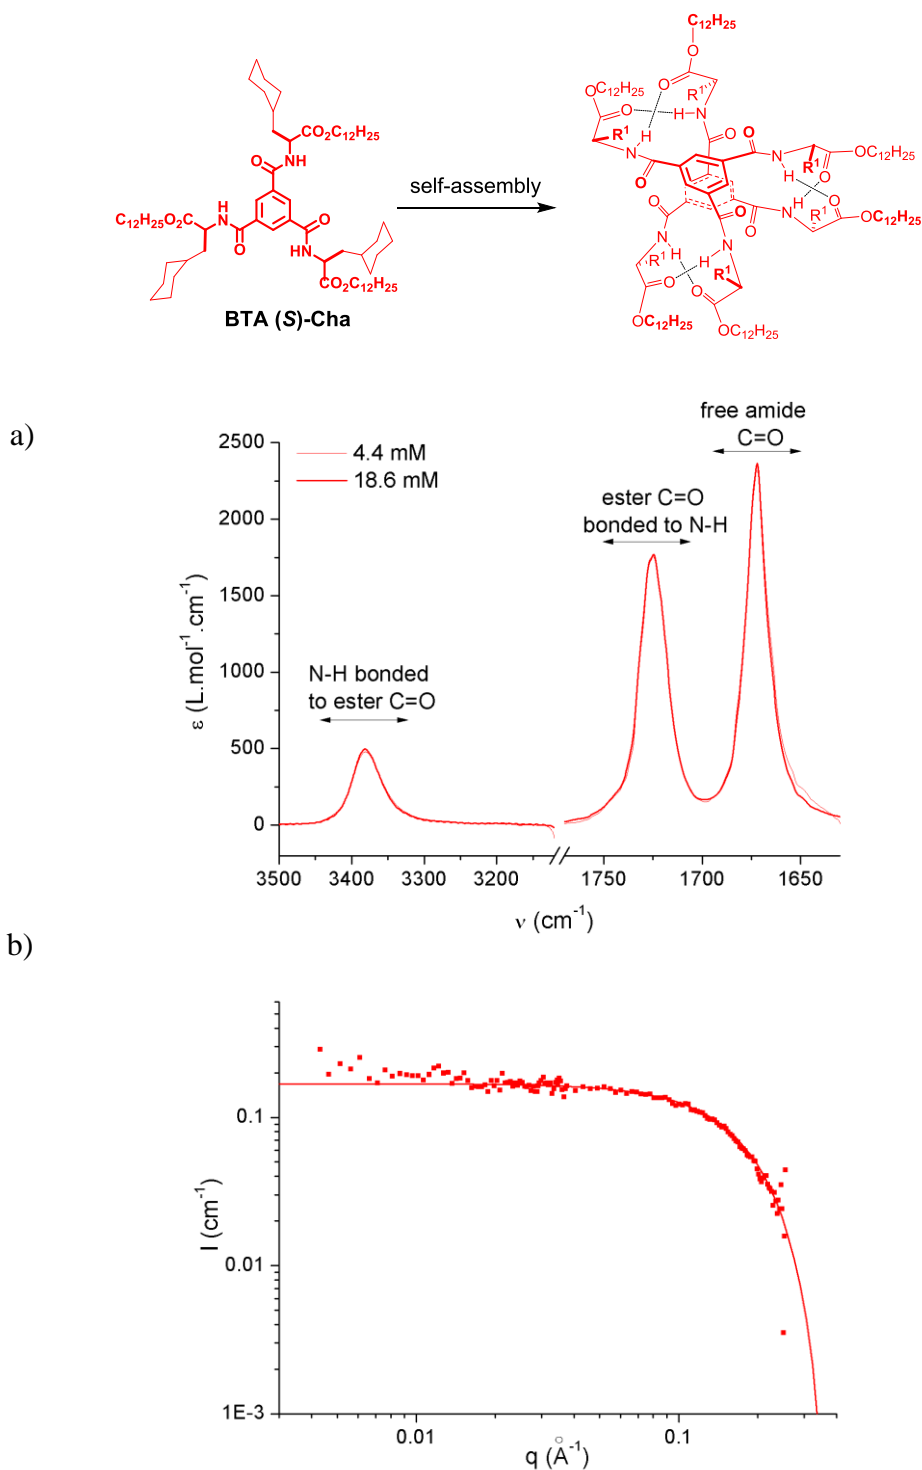 C12H25
O
O
R1
OC12H25
O
H
N
O
O
R1
H
N
O
O
N
H
R1
OC12H25
O
H
O
H
N
R1
O
OC12H25
O
O
O
N
H
H
N
R1
R1
O
O
O
OC12H25
OC12H25
CO2C12H25
NH
O
C12H25O2C
H
N
O
O
N
H
CO2C12H25
self-assembly
BTA (S)-Cha
a)
free amide
C=O
2500
4.4 mM
18.6 mM
ester C=O
bonded to N-H
2000
1500
N-H bonded
to ester C=O
1000
500
0
ε (L.mol-1.cm-1)
3500
3400
3300
3200
1750
1700
1650
ν (cm-1)
b)
0.1
0.01
1E-3
I (cm-1)
0.01
0.1
q (Å-1)